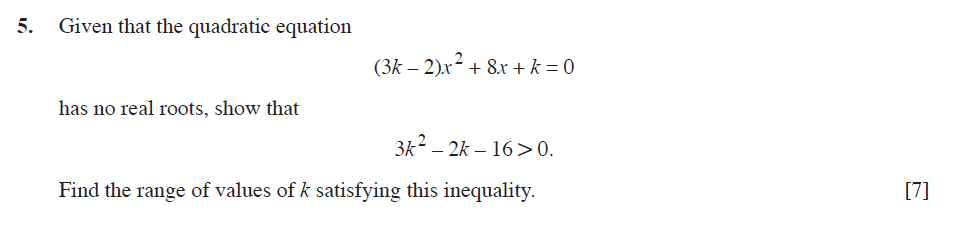 5. Given that the quadratic equation
(3k – 2)x² + 8x + k = 0
has no real roots, show that
3k² – 2k – 16 > 0.
Find the range of values of k satisfying this inequality. [7]